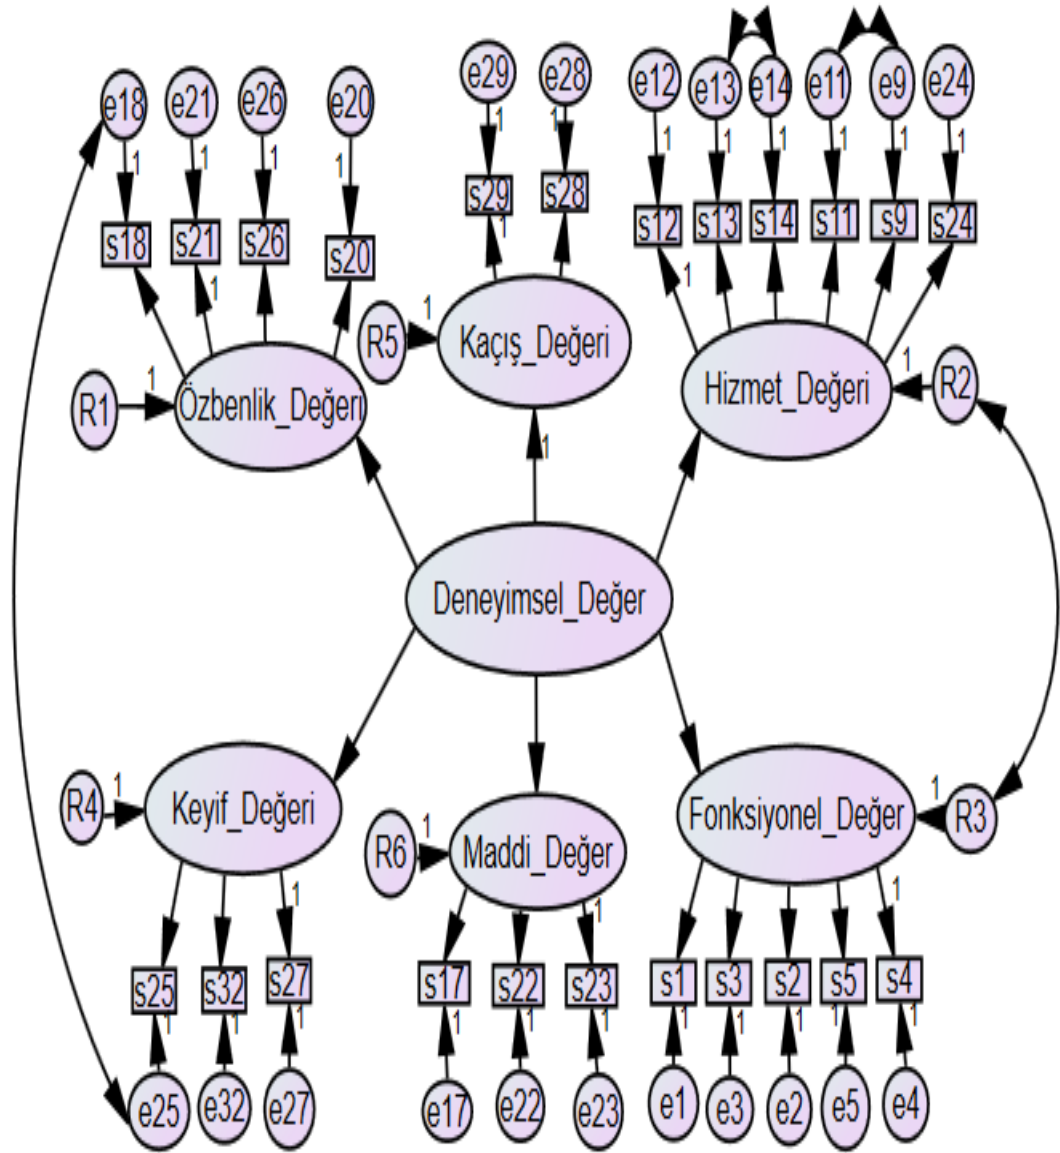 e29 e28 e12 e13 e14 e11 e9 e24
e18 e21 e26 e20
1 1 1 1 1 1 1 1
1 1 1 1
s29 s28
s12 s13 s14 s11 s9 s24
s18 s21 s26 s20
1
1
1
R5 1 Kaçış_Değeri
R1 1 Özbenlik_Değeri
Hizmet_Değeri 1 R2
1
Deneyimsel_Değer
R4 1 Keyif_Değeri
R6 1 Maddi_Değer
Fonksiyonel_Değer 1 R3
1 1 1
s25 s32 s27
s17 s22 s23
s1 s3 s2 s5 s4
1 1 1 1 1 1 1 1 1 1 1
e25 e32 e27
e17 e22 e23
e1 e3 e2 e5 e4